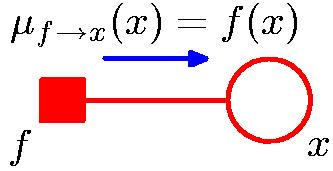 μ_{f→x}(x) = f(x)
f
x